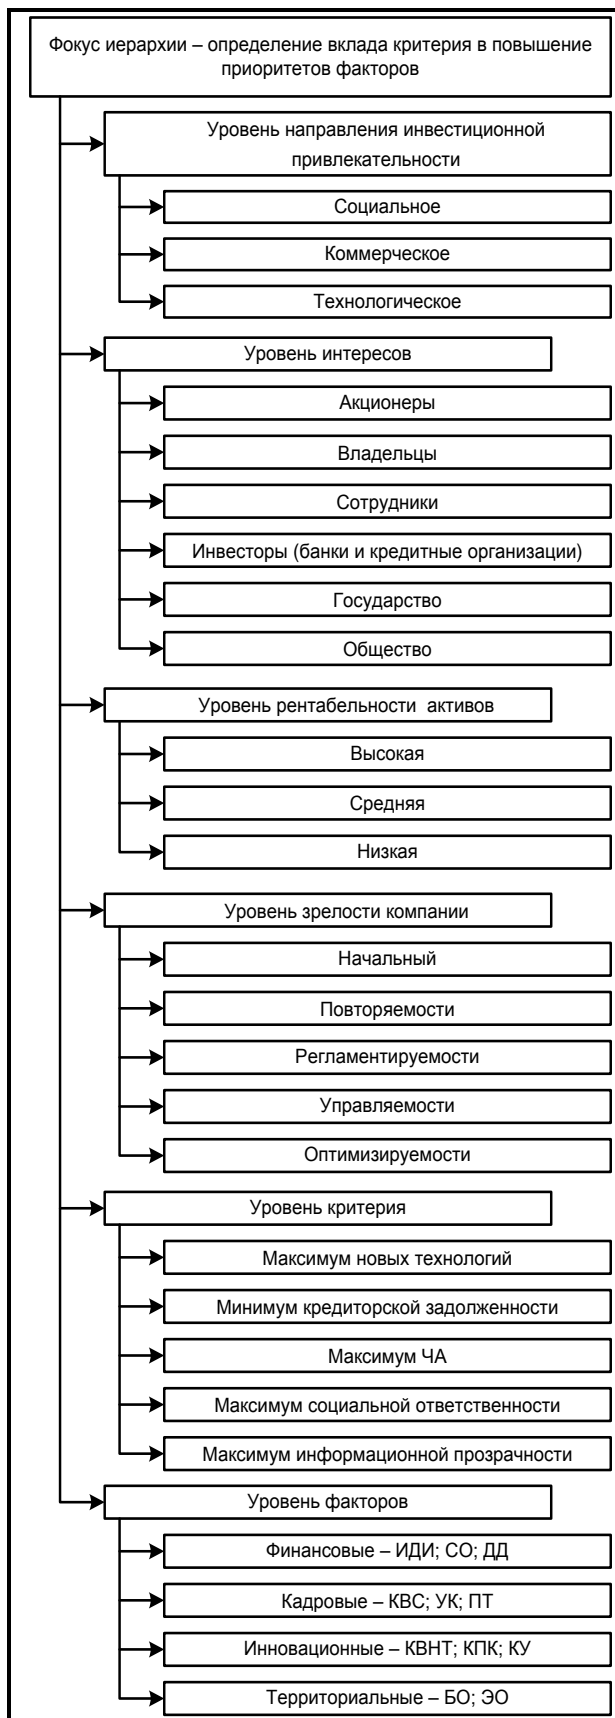 Фокус иерархии – определение вклада критерия в повышение
приоритетов факторов
Уровень направления инвестиционной
привлекательности
Социальное
Коммерческое
Технологическое
Уровень интересов
Акционеры
Владельцы
Сотрудники
Инвесторы (банки и кредитные организации)
Государство
Общество
Уровень рентабельности активов
Высокая
Средняя
Низкая
Уровень зрелости компании
Начальный
Повторяемости
Регламентируемости
Управляемости
Оптимизируемости
Уровень критерия
Максимум новых технологий
Минимум кредиторской задолженности
Максимум ЧА
Максимум социальной ответственности
Максимум информационной прозрачности
Уровень факторов
Финансовые – ИДИ; СО; ДД
Кадровые – КВС; УК; ПТ
Инновационные – КВНТ; КПК; КУ
Территориальные – БО; ЭО